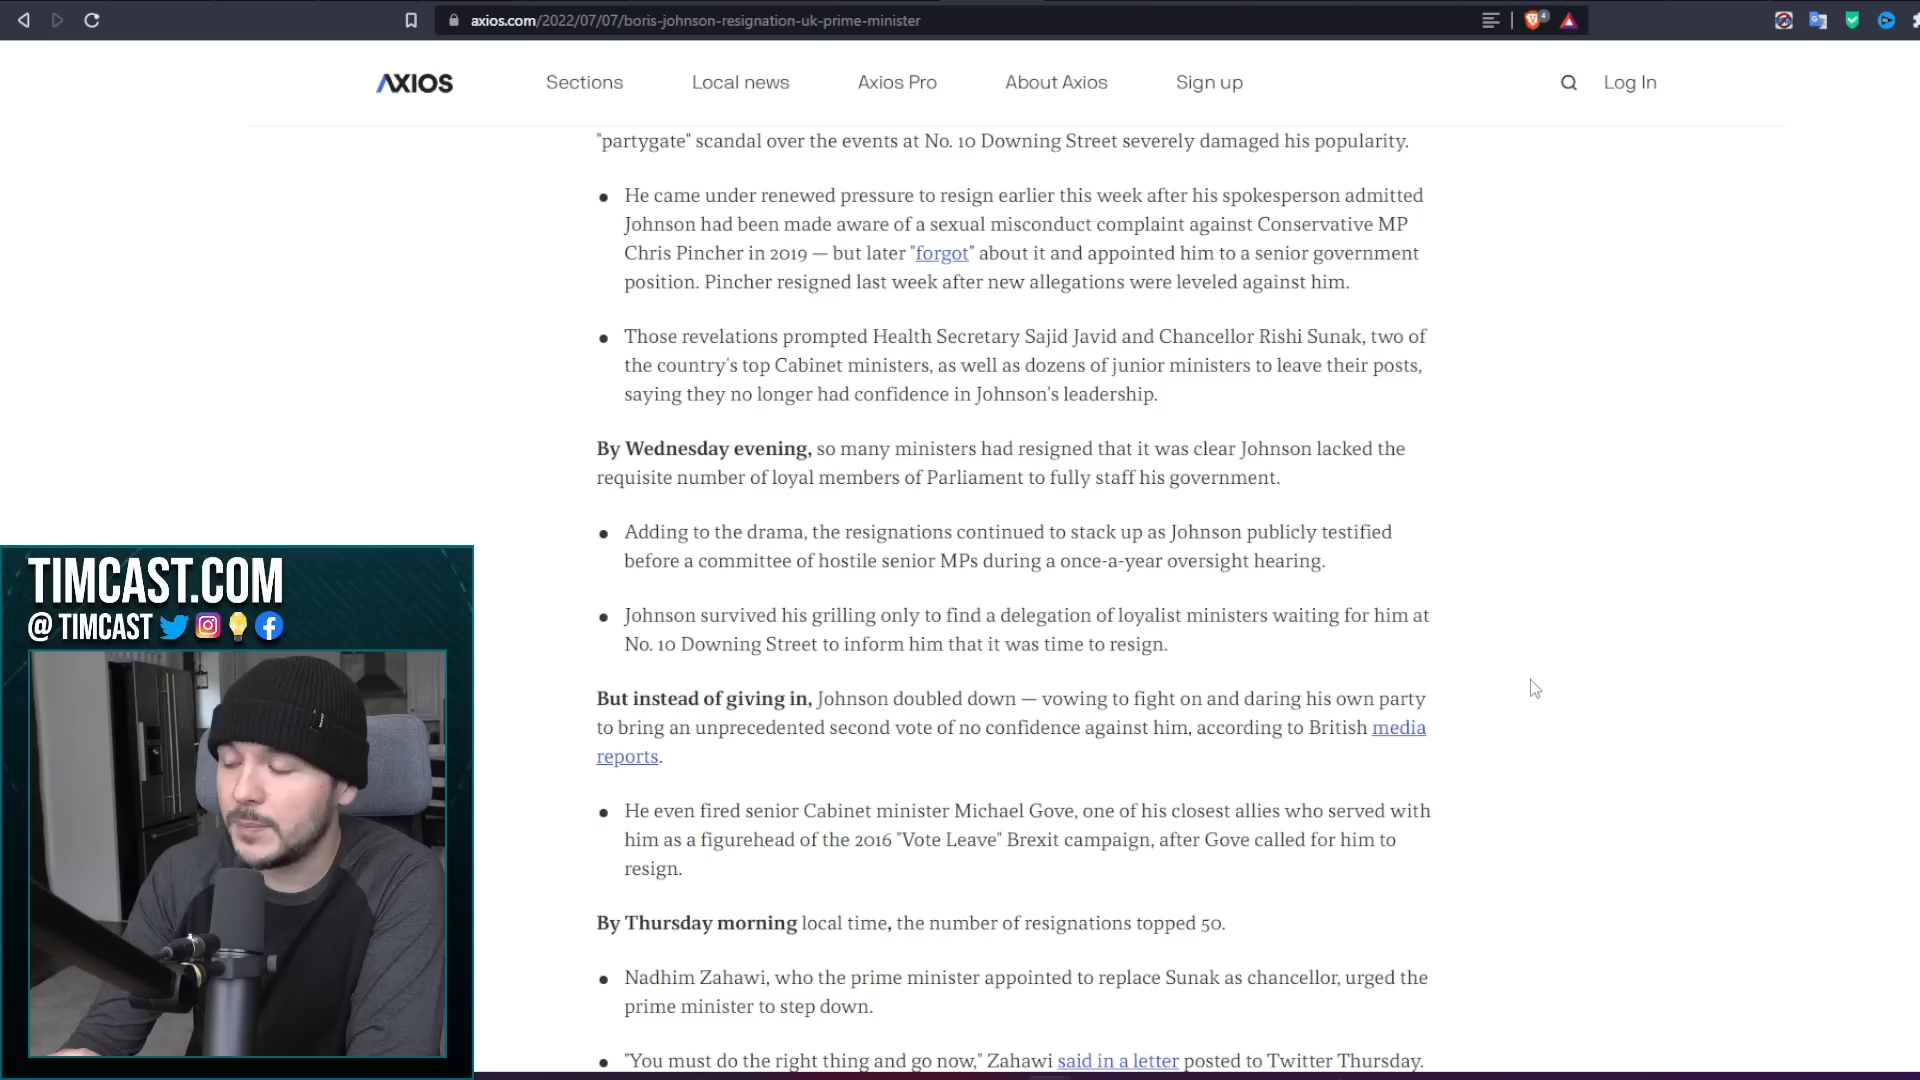 axios.com/2022/07/07/boris-johnson-resignation-uk-prime-minister
4
AXIOS
Sections
Local news
Axios Pro
About Axios
Sign up
Log In
"partygate" scandal over the events at No. 10 Downing Street severely damaged his popularity.
• He came under renewed pressure to resign earlier this week after his spokesperson admitted
Johnson had been made aware of a sexual misconduct complaint against Conservative MP
Chris Pincher in 2019 — but later "forgot" about it and appointed him to a senior government
position. Pincher resigned last week after new allegations were leveled against him.
• Those revelations prompted Health Secretary Sajid Javid and Chancellor Rishi Sunak, two of
the country's top Cabinet ministers, as well as dozens of junior ministers to leave their posts,
saying they no longer had confidence in Johnson's leadership.
By Wednesday evening, so many ministers had resigned that it was clear Johnson lacked the
requisite number of loyal members of Parliament to fully staff his government.
• Adding to the drama, the resignations continued to stack up as Johnson publicly testified
before a committee of hostile senior MPs during a once-a-year oversight hearing.
• Johnson survived his grilling only to find a delegation of loyalist ministers waiting for him at
No. 10 Downing Street to inform him that it was time to resign.
But instead of giving in, Johnson doubled down — vowing to fight on and daring his own party
to bring an unprecedented second vote of no confidence against him, according to British media
reports.
• He even fired senior Cabinet minister Michael Gove, one of his closest allies who served with
him as a figurehead of the 2016 "Vote Leave" Brexit campaign, after Gove called for him to
resign.
By Thursday morning local time, the number of resignations topped 50.
• Nadhim Zahawi, who the prime minister appointed to replace Sunak as chancellor, urged the
prime minister to step down.
• "You must do the right thing and go now," Zahawi said in a letter posted to Twitter Thursday.
TIMCAST.COM
@ TIMCAST